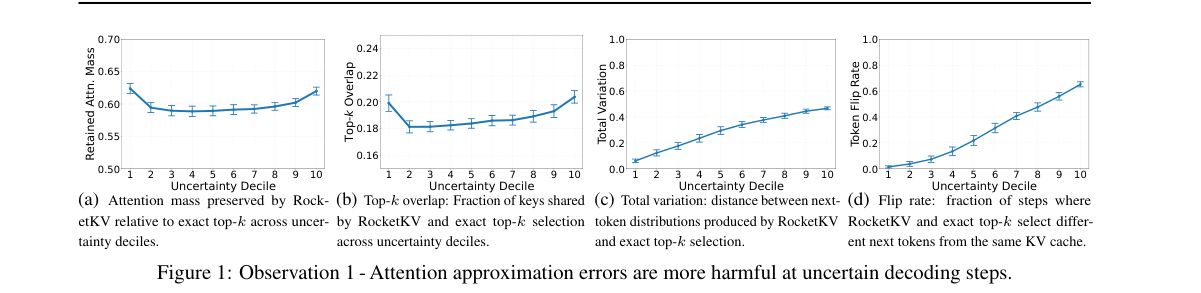 0.70
0.65
0.60
0.55
0.50
Retained Attn. Mass
1 2 3 4 5 6 7 8 9 10
Uncertainty Decile
0.24
0.22
0.20
0.18
0.16
Top-k Overlap
1 2 3 4 5 6 7 8 9 10
Uncertainty Decile
1.0
0.8
0.6
0.4
0.2
0.0
Total Variation
1 2 3 4 5 6 7 8 9 10
Uncertainty Decile
1.0
0.8
0.6
0.4
0.2
0.0
Token Flip Rate
1 2 3 4 5 6 7 8 9 10
Uncertainty Decile
(a) Attention mass preserved by Rock-
etKV relative to exact top-k across uncer-
tainty deciles.
(b) Top-k overlap: Fraction of keys shared
by RocketKV and exact top-k selection
across uncertainty deciles.
(c) Total variation: distance between next-
token distributions produced by RocketKV
and exact top-k selection.
(d) Flip rate: fraction of steps where
RocketKV and exact top-k select differ-
ent next tokens from the same KV cache.
Figure 1: Observation 1 - Attention approximation errors are more harmful at uncertain decoding steps.